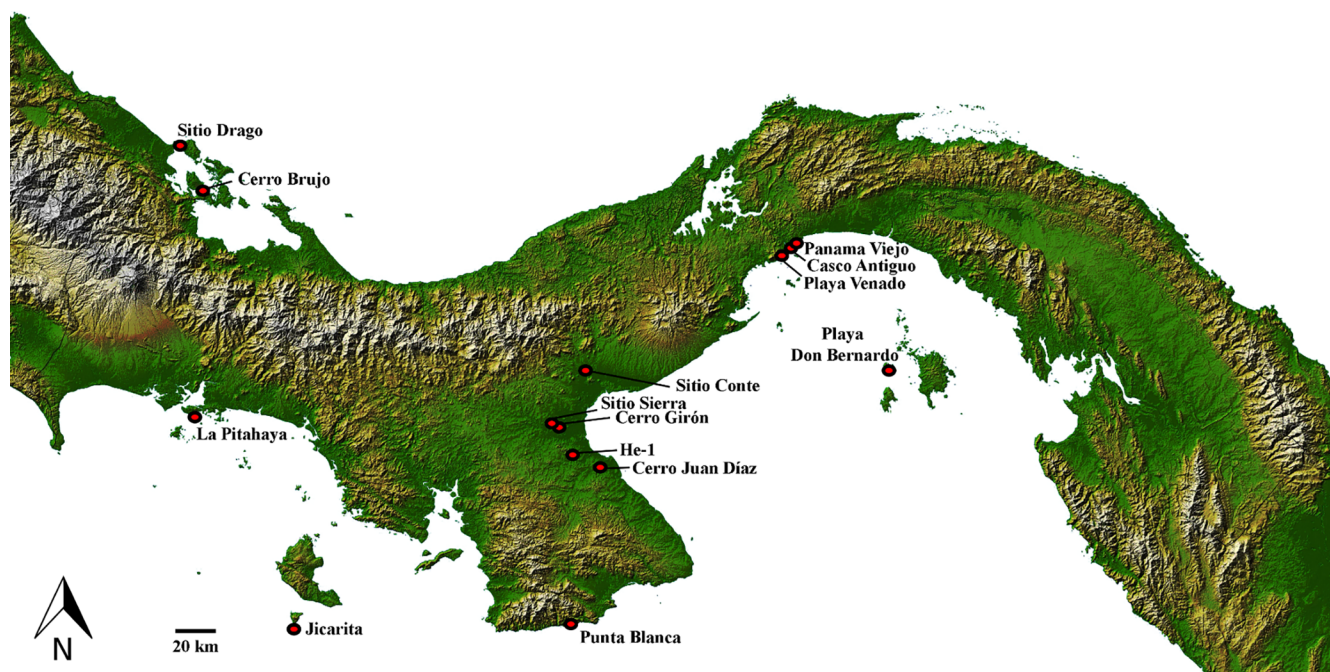 Sitio Drago
Cerro Brujo
Panama Viejo
Casco Antiguo
Playa Venado
Playa
Don Bernardo
Sitio Conte
Sitio Sierra
Cerro Girón
La Pitahaya
He-1
Cerro Juan Díaz
Jicarita
Punta Blanca
N
20 km